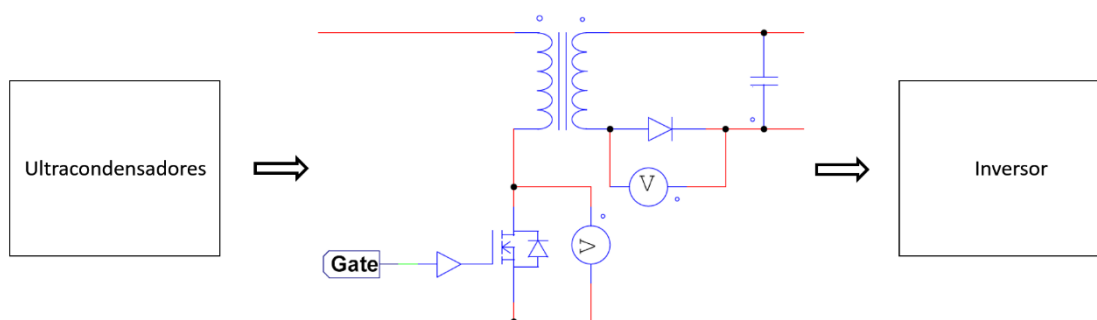 Ultracondensadores
V
V
Gate
Inversor